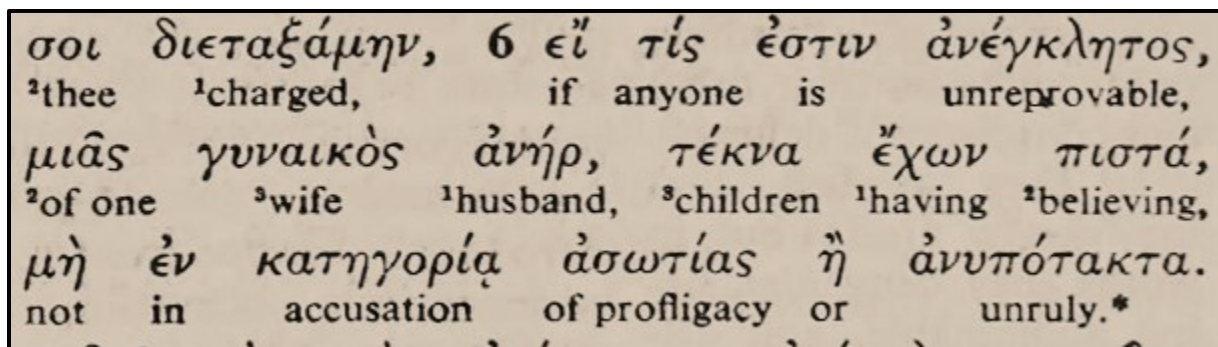 σοι διεταξάμην, 6 εἴ τίς ἐστιν ἀνέγκλητος,
²thee ¹charged, if anyone is unreprovable,
μιᾶς γυναικὸς ἀνήρ, τέκνα ἔχων πιστά,
²of one ³wife ¹husband, ³children ¹having ²believing,
μὴ ἐν κατηγορίᾳ ἀσωτίας ἢ ἀνυπότακτα.
not in accusation of profligacy or unruly.*